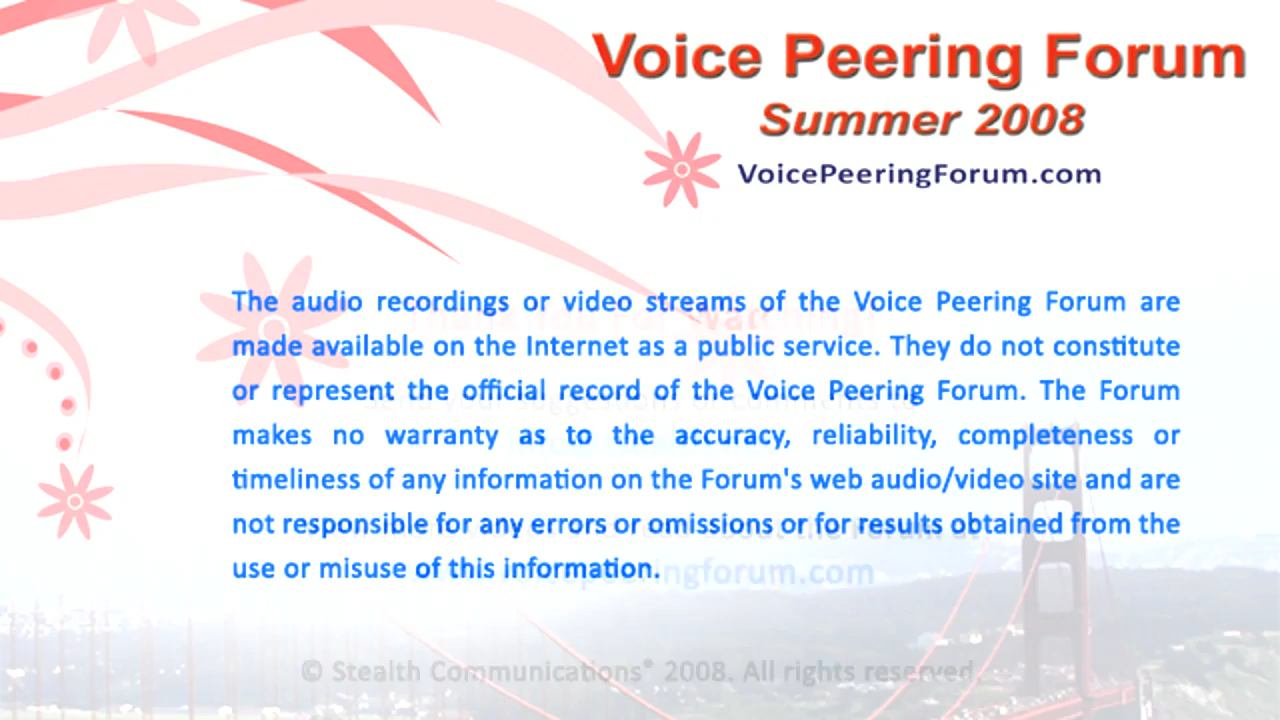 Voice Peering Forum
Summer 2008
VoicePeeringForum.com
The audio recordings or video streams of the Voice Peering Forum are
made available on the Internet as a public service. They do not constitute
or represent the official record of the Voice Peering Forum. The Forum
makes no warranty as to the accuracy, reliability, completeness or
timeliness of any information on the Forum's web audio/video site and are
not responsible for any errors or omissions or for results obtained from the
use or misuse of this information.
© Stealth Communications® 2008. All rights reserved.